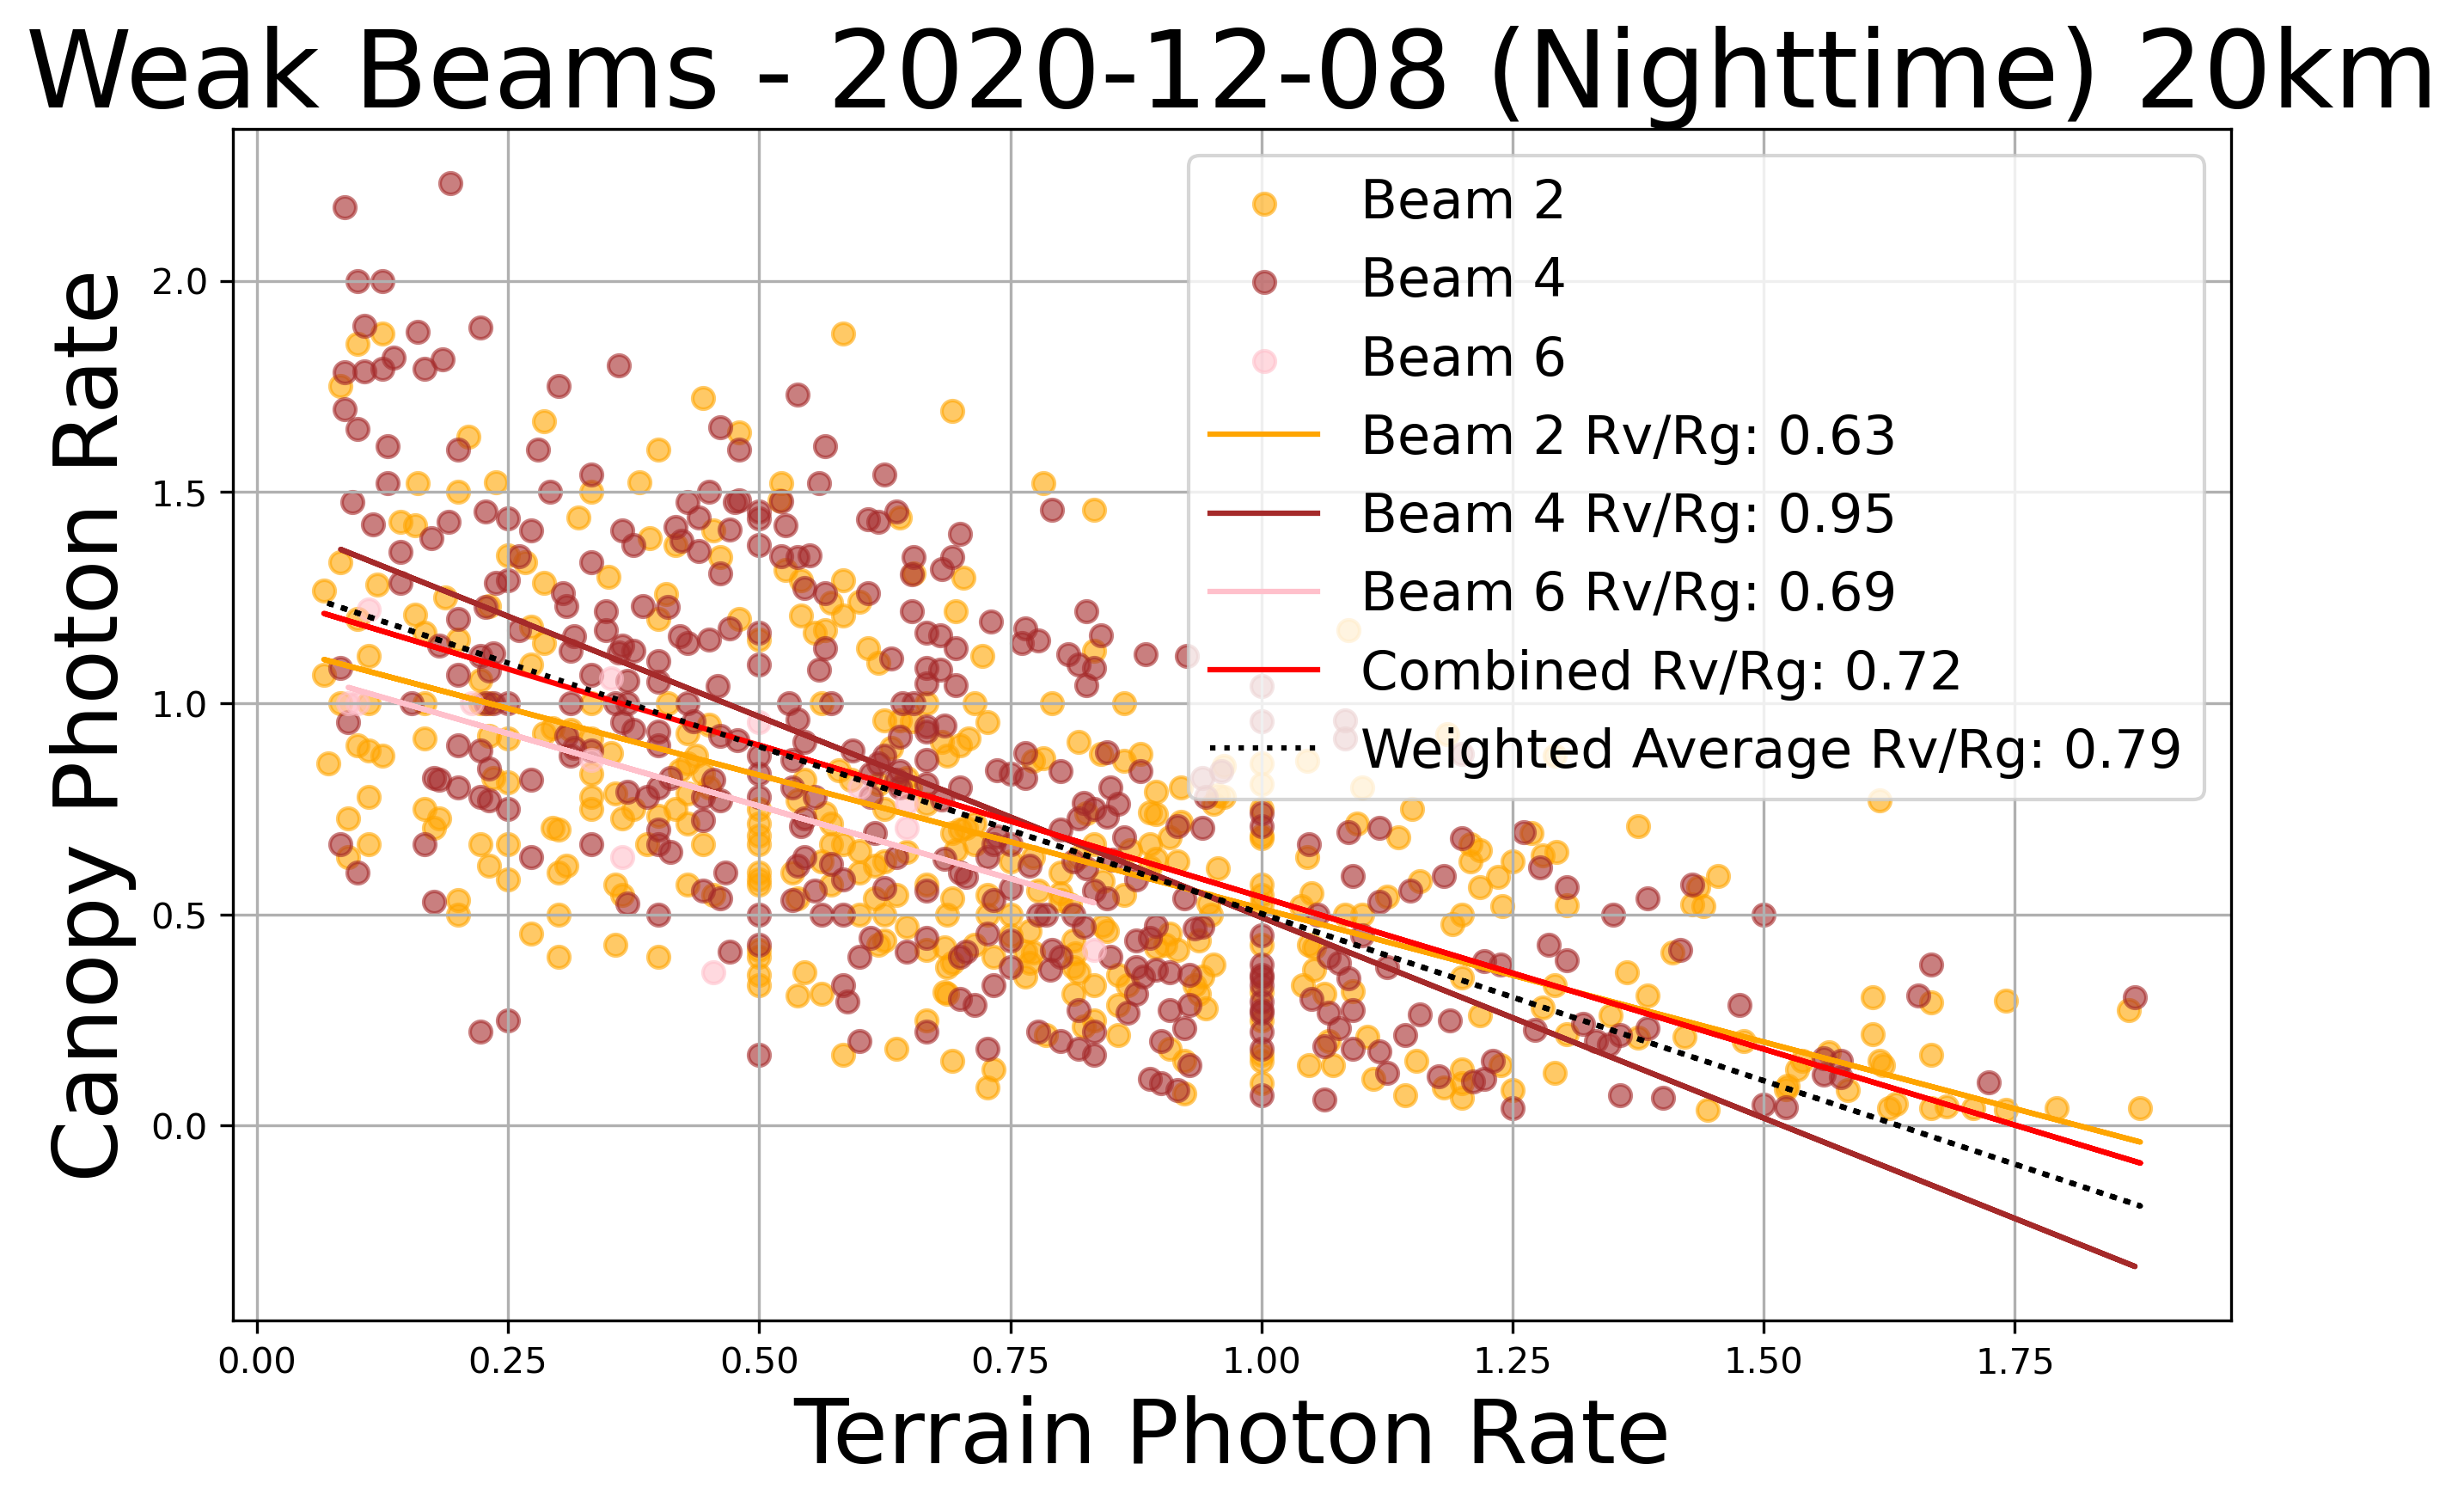 Weak Beams - 2020-12-08 (Nighttime) 20km
Canopy Photon Rate
2.0
1.5
1.0
0.5
0.0
Beam 2
Beam 4
Beam 6
Beam 2 Rv/Rg: 0.63
Beam 4 Rv/Rg: 0.95
Beam 6 Rv/Rg: 0.69
Combined Rv/Rg: 0.72
Weighted Average Rv/Rg: 0.79
0.00 0.25 0.50 0.75 1.00 1.25 1.50 1.75
Terrain Photon Rate